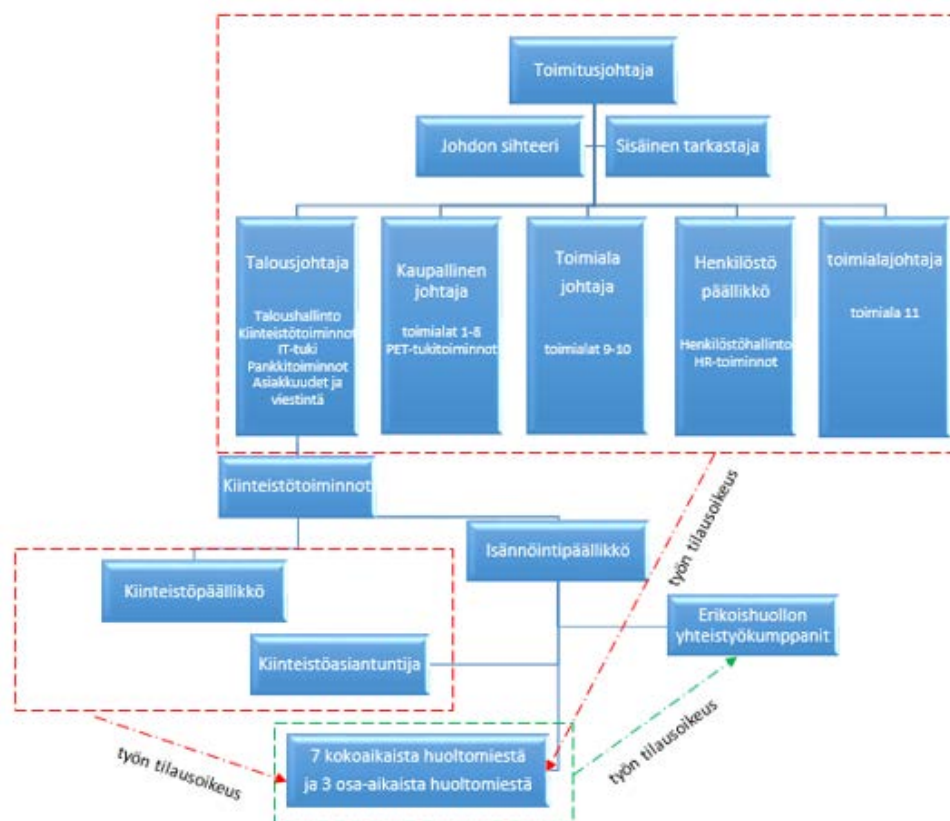 Toimitusjohtaja
Johdon sihteeri
Sisäinen tarkastaja
Talousjohtaja
Taloushallinto
Kiinteistötoiminnot
IT-tuki
Pankkitoiminnot
Asiakkuudet ja
viestintä
Kaupallinen
johtaja
toimialat 1-8
PET-tukitoiminnot
Toimiala
johtaja
toimialat 9-10
Henkilöstö
päällikkö
Henkilöstöhallinto
HR-toiminnot
toimialajohtaja
toimiala 11
Kiinteistötoiminnot
työn tilausoikeus
Isännöintipäällikkö
Kiinteistöpäällikkö
Erikoishuollon
yhteistyökumppanit
Kiinteistöasiantuntija
työn tilausoikeus
työn tilausoikeus
7 kokoaikaista huoltomiestä
ja 3 osa-aikaista huoltomiestä